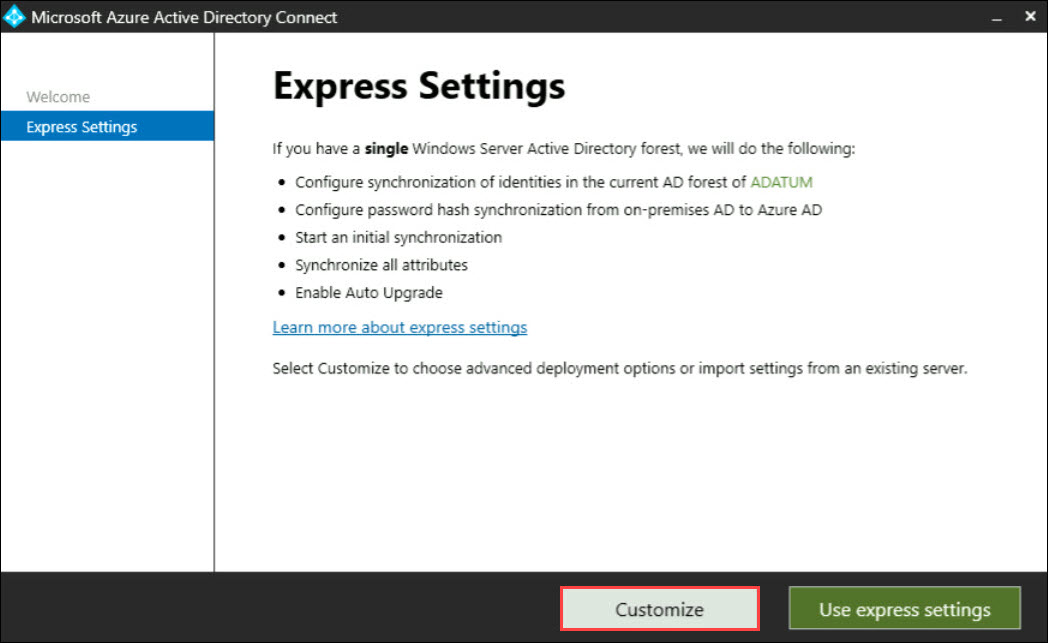 Microsoft Azure Active Directory Connect
Welcome
Express Settings
Express Settings
If you have a single Windows Server Active Directory forest, we will do the following:
• Configure synchronization of identities in the current AD forest of ADATUM
• Configure password hash synchronization from on-premises AD to Azure AD
• Start an initial synchronization
• Synchronize all attributes
• Enable Auto Upgrade
Learn more about express settings
Select Customize to choose advanced deployment options or import settings from an existing server.
Customize
Use express settings